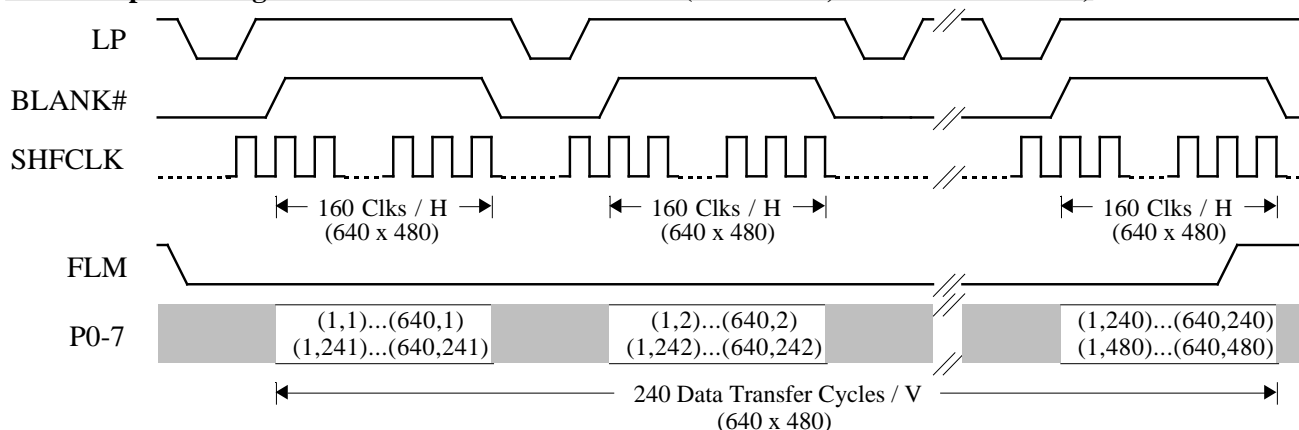 LP
BLANK#
SHFCLK
160 Clks / H 160 Clks / H 160 Clks / H
(640 x 480) (640 x 480) (640 x 480)
FLM
P0-7
(1,1)...(640,1) (1,2)...(640,2) (1,240)...(640,240)
(1,241)...(640,241) (1,242)...(640,242) (1,480)...(640,480)
240 Data Transfer Cycles / V
(640 x 480)